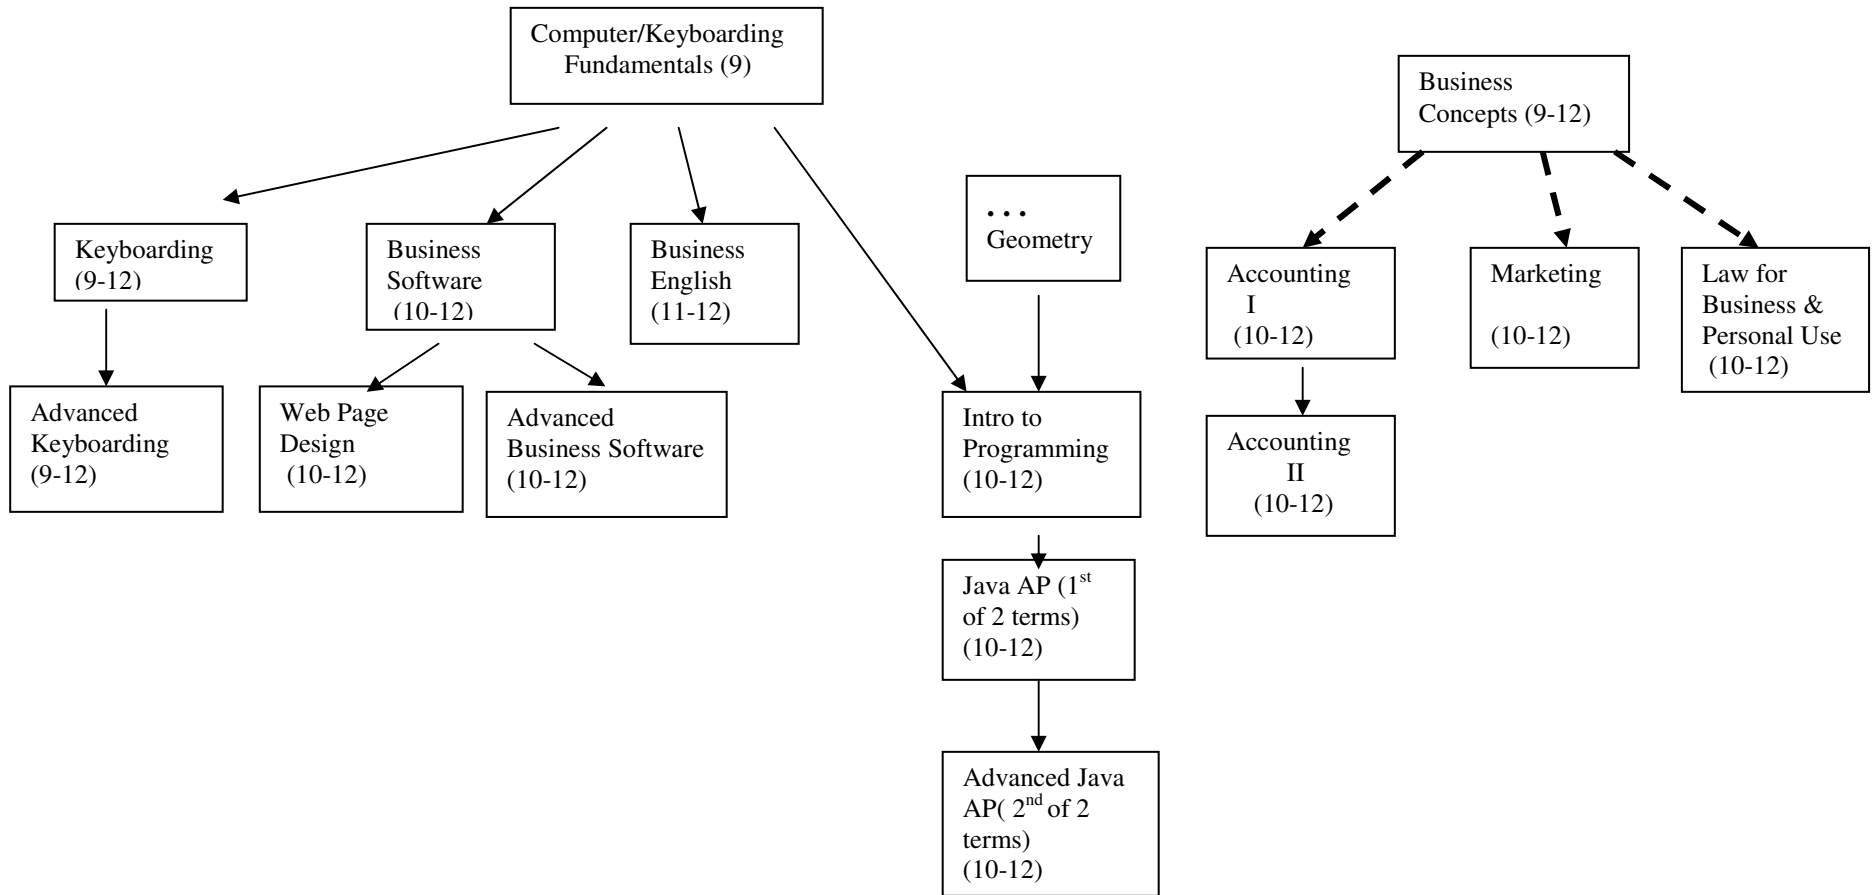 Computer/Keyboarding
Fundamentals (9)
Business
Concepts (9-12)
Keyboarding
(9-12)
Business
Software
(10-12)
Business
English
(11-12)
. . .
Geometry
Accounting
I
(10-12)
Marketing
(10-12)
Law for
Business &
Personal Use
(10-12)
Advanced
Keyboarding
(9-12)
Web Page
Design
(10-12)
Advanced
Business Software
(10-12)
Intro to
Programming
(10-12)
Accounting
II
(10-12)
Java AP (1st
of 2 terms)
(10-12)
Advanced Java
AP( 2nd of 2
terms)
(10-12)